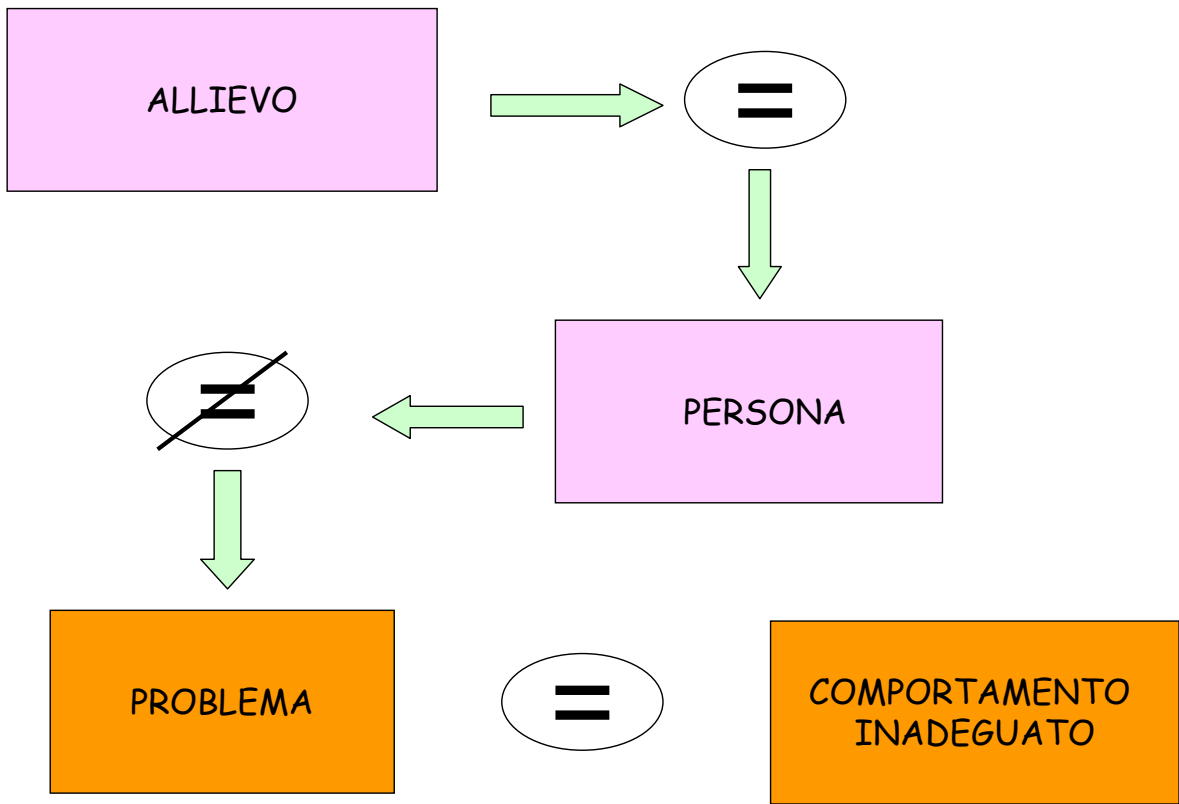 ALLIEVO
=
PERSONA
≠
PROBLEMA
=
COMPORTAMENTO
INADEGUATO